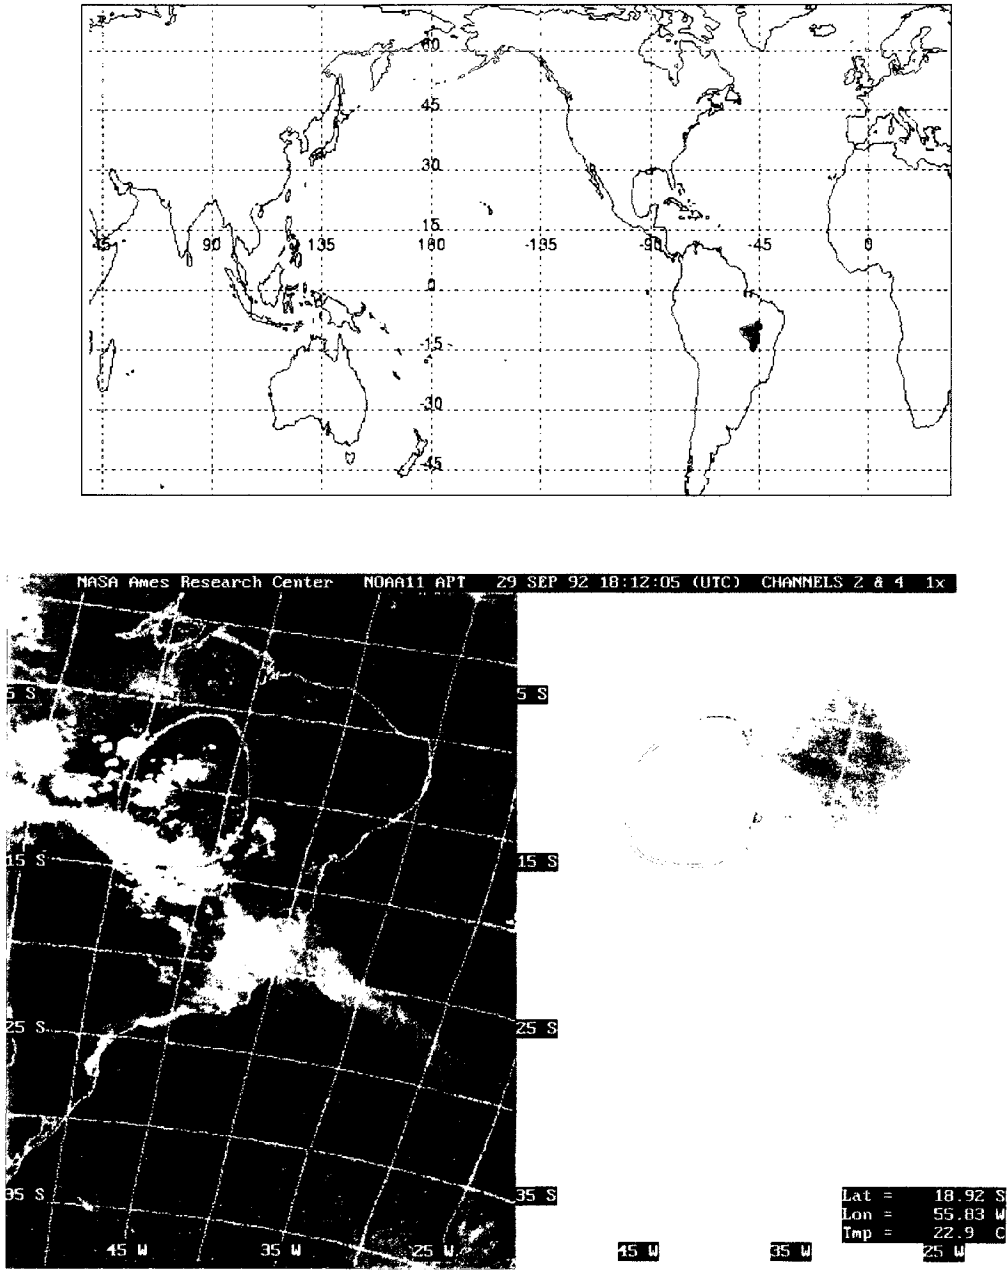 60
45
30
15
45 90 135 180 -135 -90 -45 0
0
-15
-30
-45
NASA Ames Research Center NOAA11 APT 29 SEP 92 18:12:05 (UTC) CHANNELS 2 & 4 1x
5 S 5 S
15 S 15 S
25 S 25 S
35 S 35 S
Lat = 18.92 S
Lon = 55.83 W
Tmp = 22.9 C
45 W 35 W 25 W 45 W 35 W 25 W